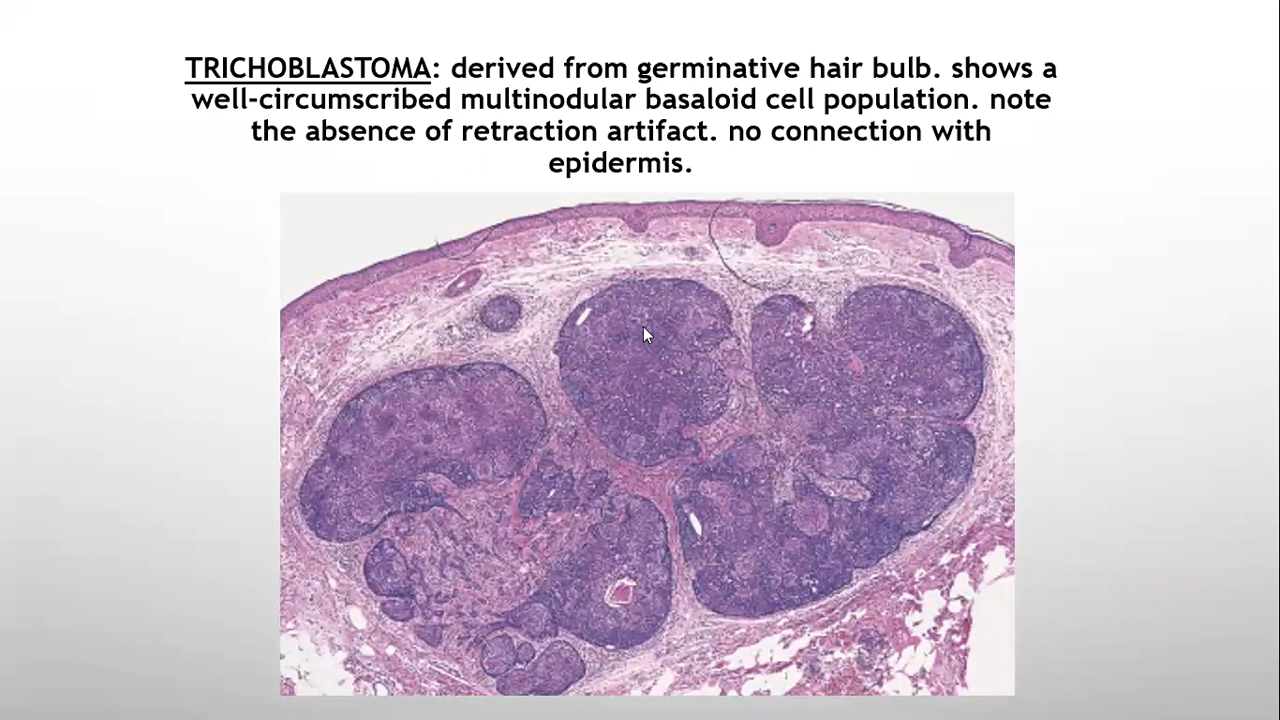 TRICHOBLASTOMA: derived from germinative hair bulb. shows a
well-circumscribed multinodular basaloid cell population. note
the absence of retraction artifact. no connection with
epidermis.